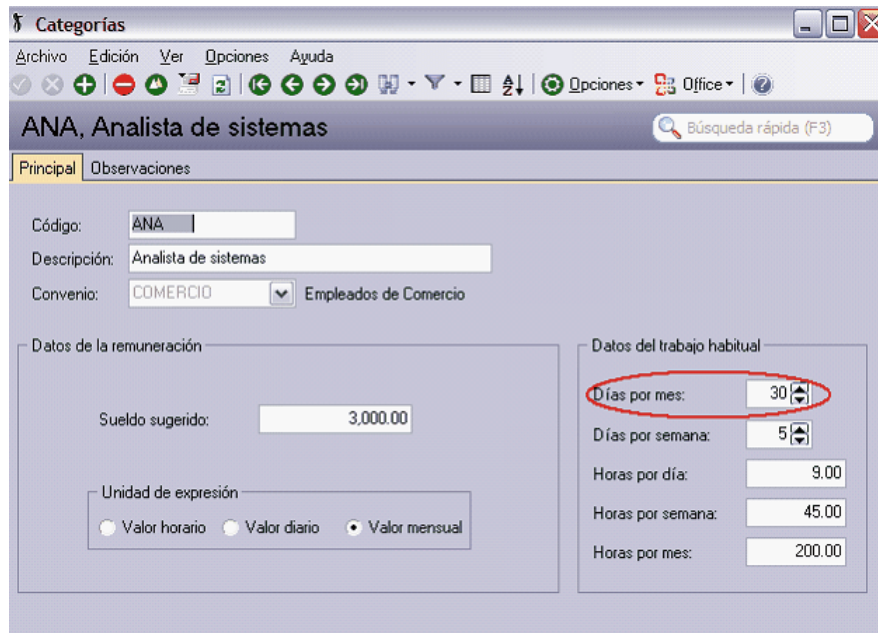 Categorías
Archivo Edición Ver Opciones Ayuda
Opciones Office
ANA, Analista de sistemas
Búsqueda rápida (F3)
Principal Observaciones
Código: ANA
Descripción: Analista de sistemas
Convenio: COMERCIO Empleados de Comercio
Datos de la remuneración
Sueldo sugerido: 3,000.00
Unidad de expresión
Valor horario Valor diario Valor mensual
Datos del trabajo habitual
Días por mes: 30
Días por semana: 5
Horas por día: 9.00
Horas por semana: 45.00
Horas por mes: 200.00